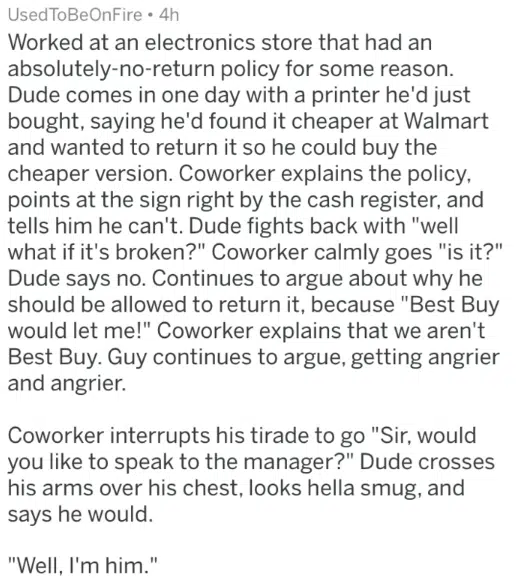 UsedToBeOnFire • 4h
Worked at an electronics store that had an
absolutely-no-return policy for some reason.
Dude comes in one day with a printer he'd just
bought, saying he'd found it cheaper at Walmart
and wanted to return it so he could buy the
cheaper version. Coworker explains the policy,
points at the sign right by the cash register, and
tells him he can't. Dude fights back with "well
what if it's broken?" Coworker calmly goes "is it?"
Dude says no. Continues to argue about why he
should be allowed to return it, because "Best Buy
would let me!" Coworker explains that we aren't
Best Buy. Guy continues to argue, getting angrier
and angrier.
Coworker interrupts his tirade to go "Sir, would
you like to speak to the manager?" Dude crosses
his arms over his chest, looks hella smug, and
says he would.
"Well, I'm him."